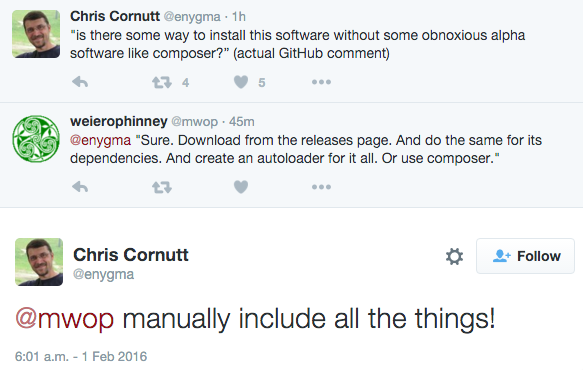 Chris Cornutt @enygma · 1h
"is there some way to install this software without some obnoxious alpha
software like composer?” (actual GitHub comment)
4 5
weierophinney @mwop · 45m
@enygma "Sure. Download from the releases page. And do the same for its
dependencies. And create an autoloader for it all. Or use composer."
Chris Cornutt
@enygma
Follow
@mwop manually include all the things!
6:01 a.m. - 1 Feb 2016